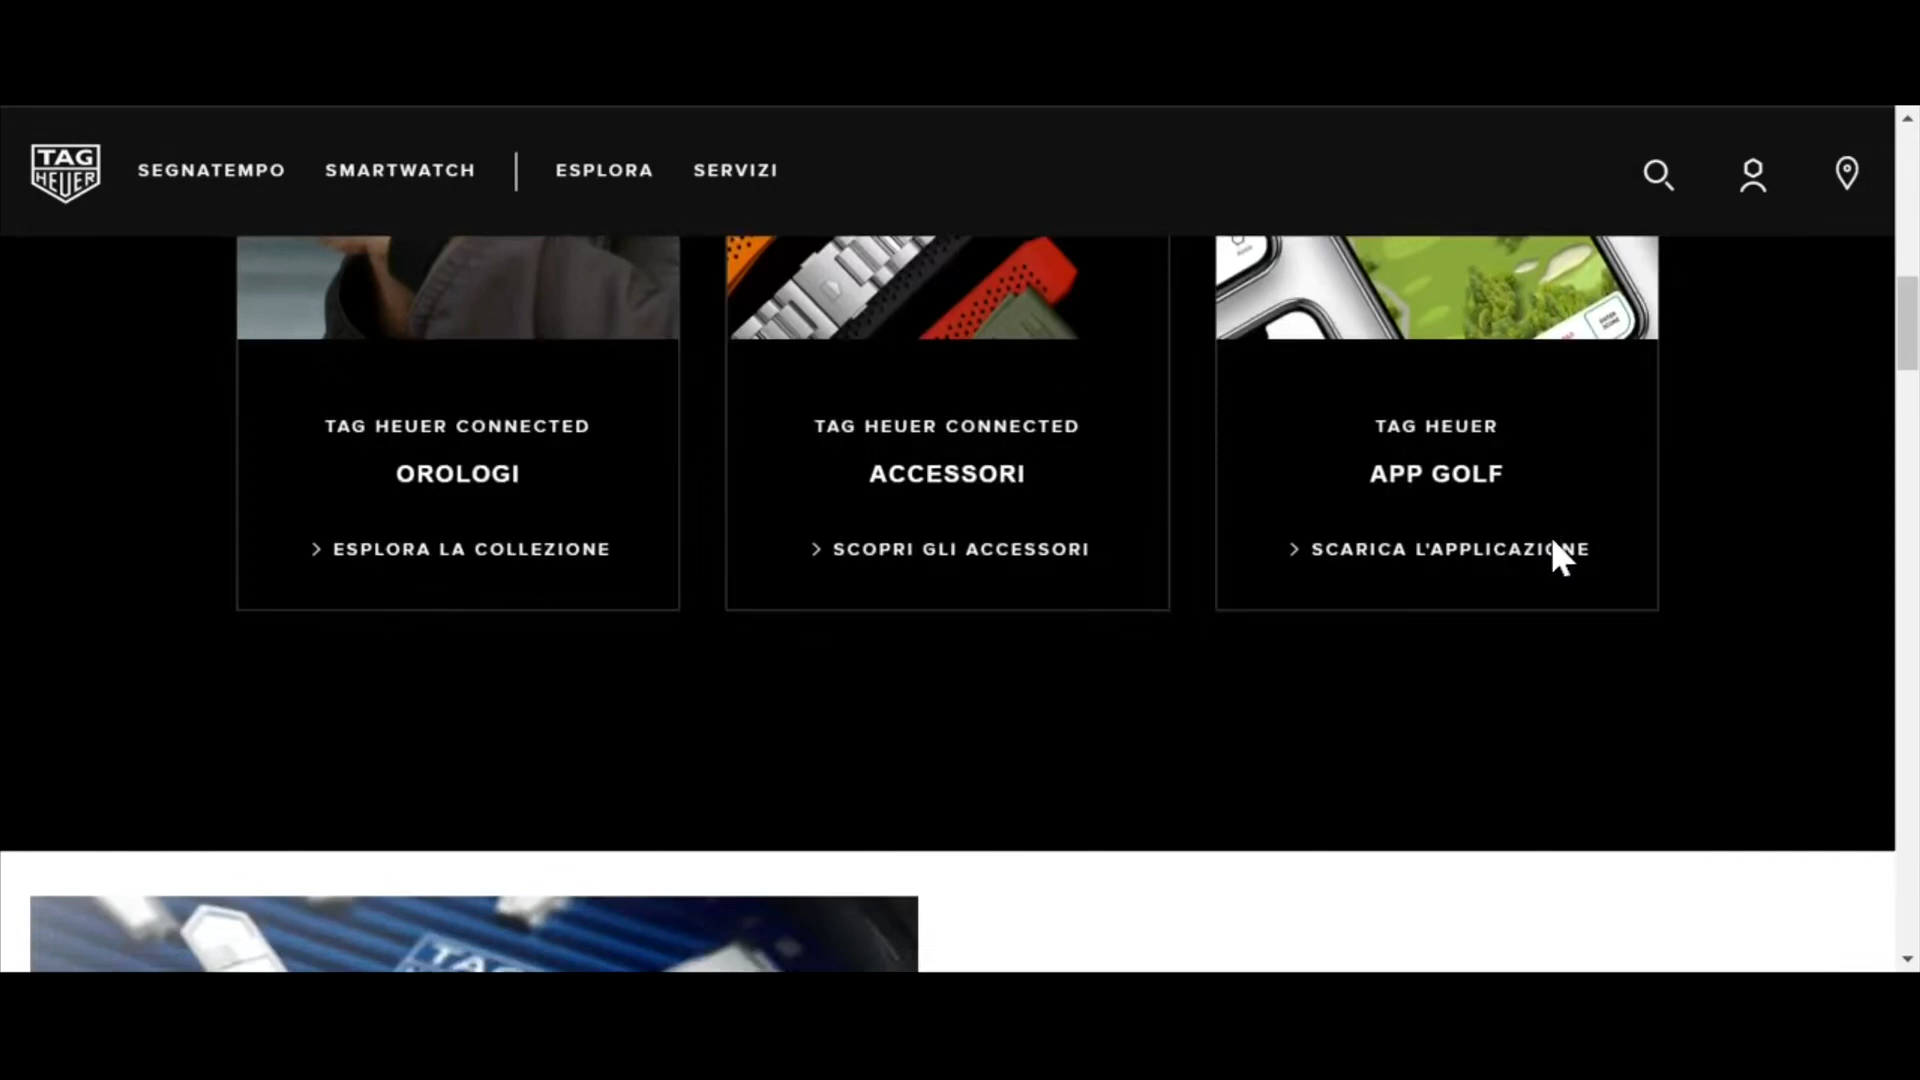 TAG
HEUER
SEGNATEMPO
SMARTWATCH
ESPLORA
SERVIZI
TAG HEUER CONNECTED
OROLOGI
> ESPLORA LA COLLEZIONE
TAG HEUER CONNECTED
ACCESSORI
> SCOPRI GLI ACCESSORI
TAG HEUER
APP GOLF
> SCARICA L'APPLICAZIONE
TAG